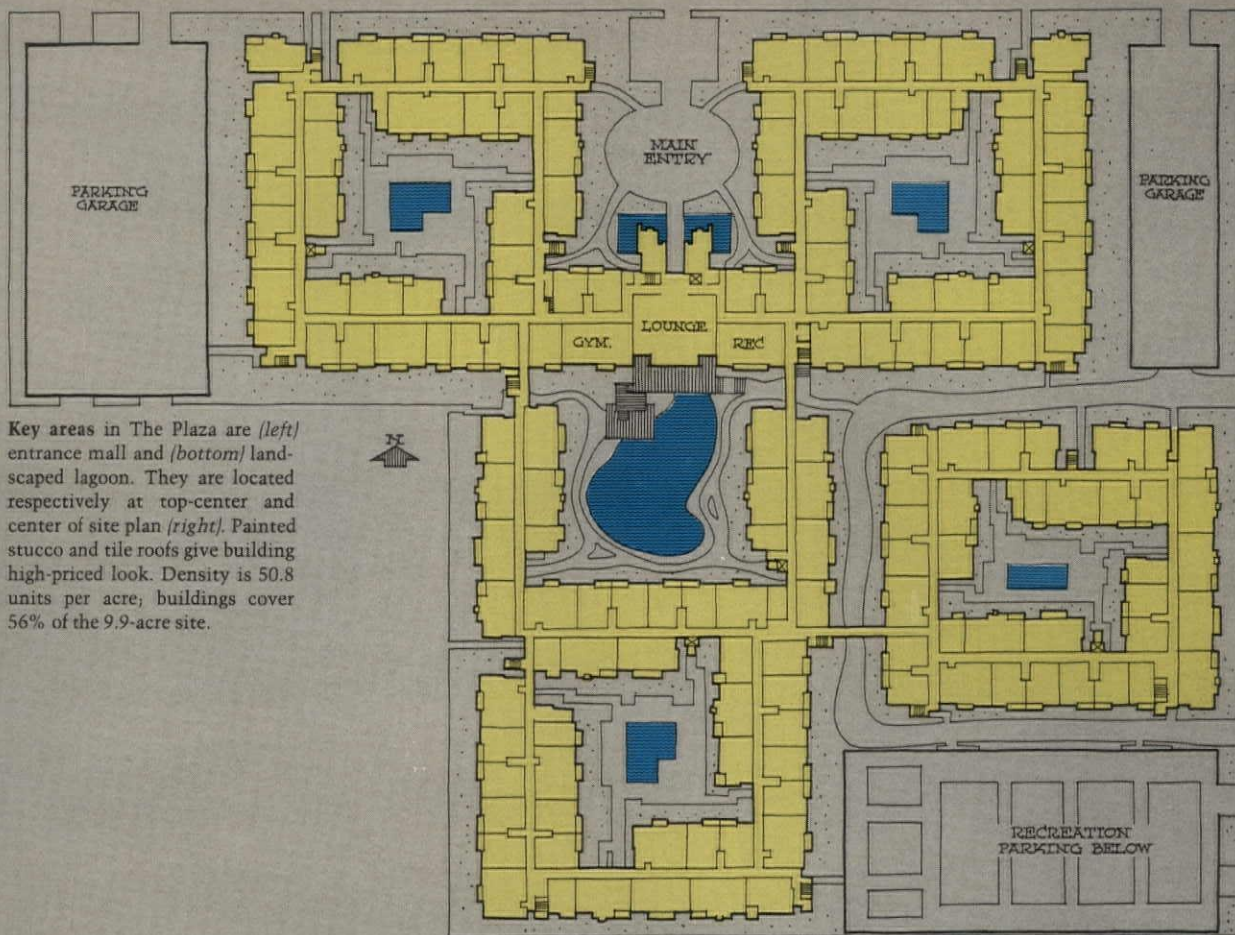 PARKING
GARAGE
MAIN
ENTRY
PARKING
GARAGE
GYM.
LOUNGE
REC
N
Key areas in The Plaza are (left)
entrance mall and (bottom) land-
scaped lagoon. They are located
respectively at top-center and
center of site plan (right). Painted
stucco and tile roofs give building
high-priced look. Density is 50.8
units per acre; buildings cover
56% of the 9.9-acre site.
RECREATION
PARKING BELOW